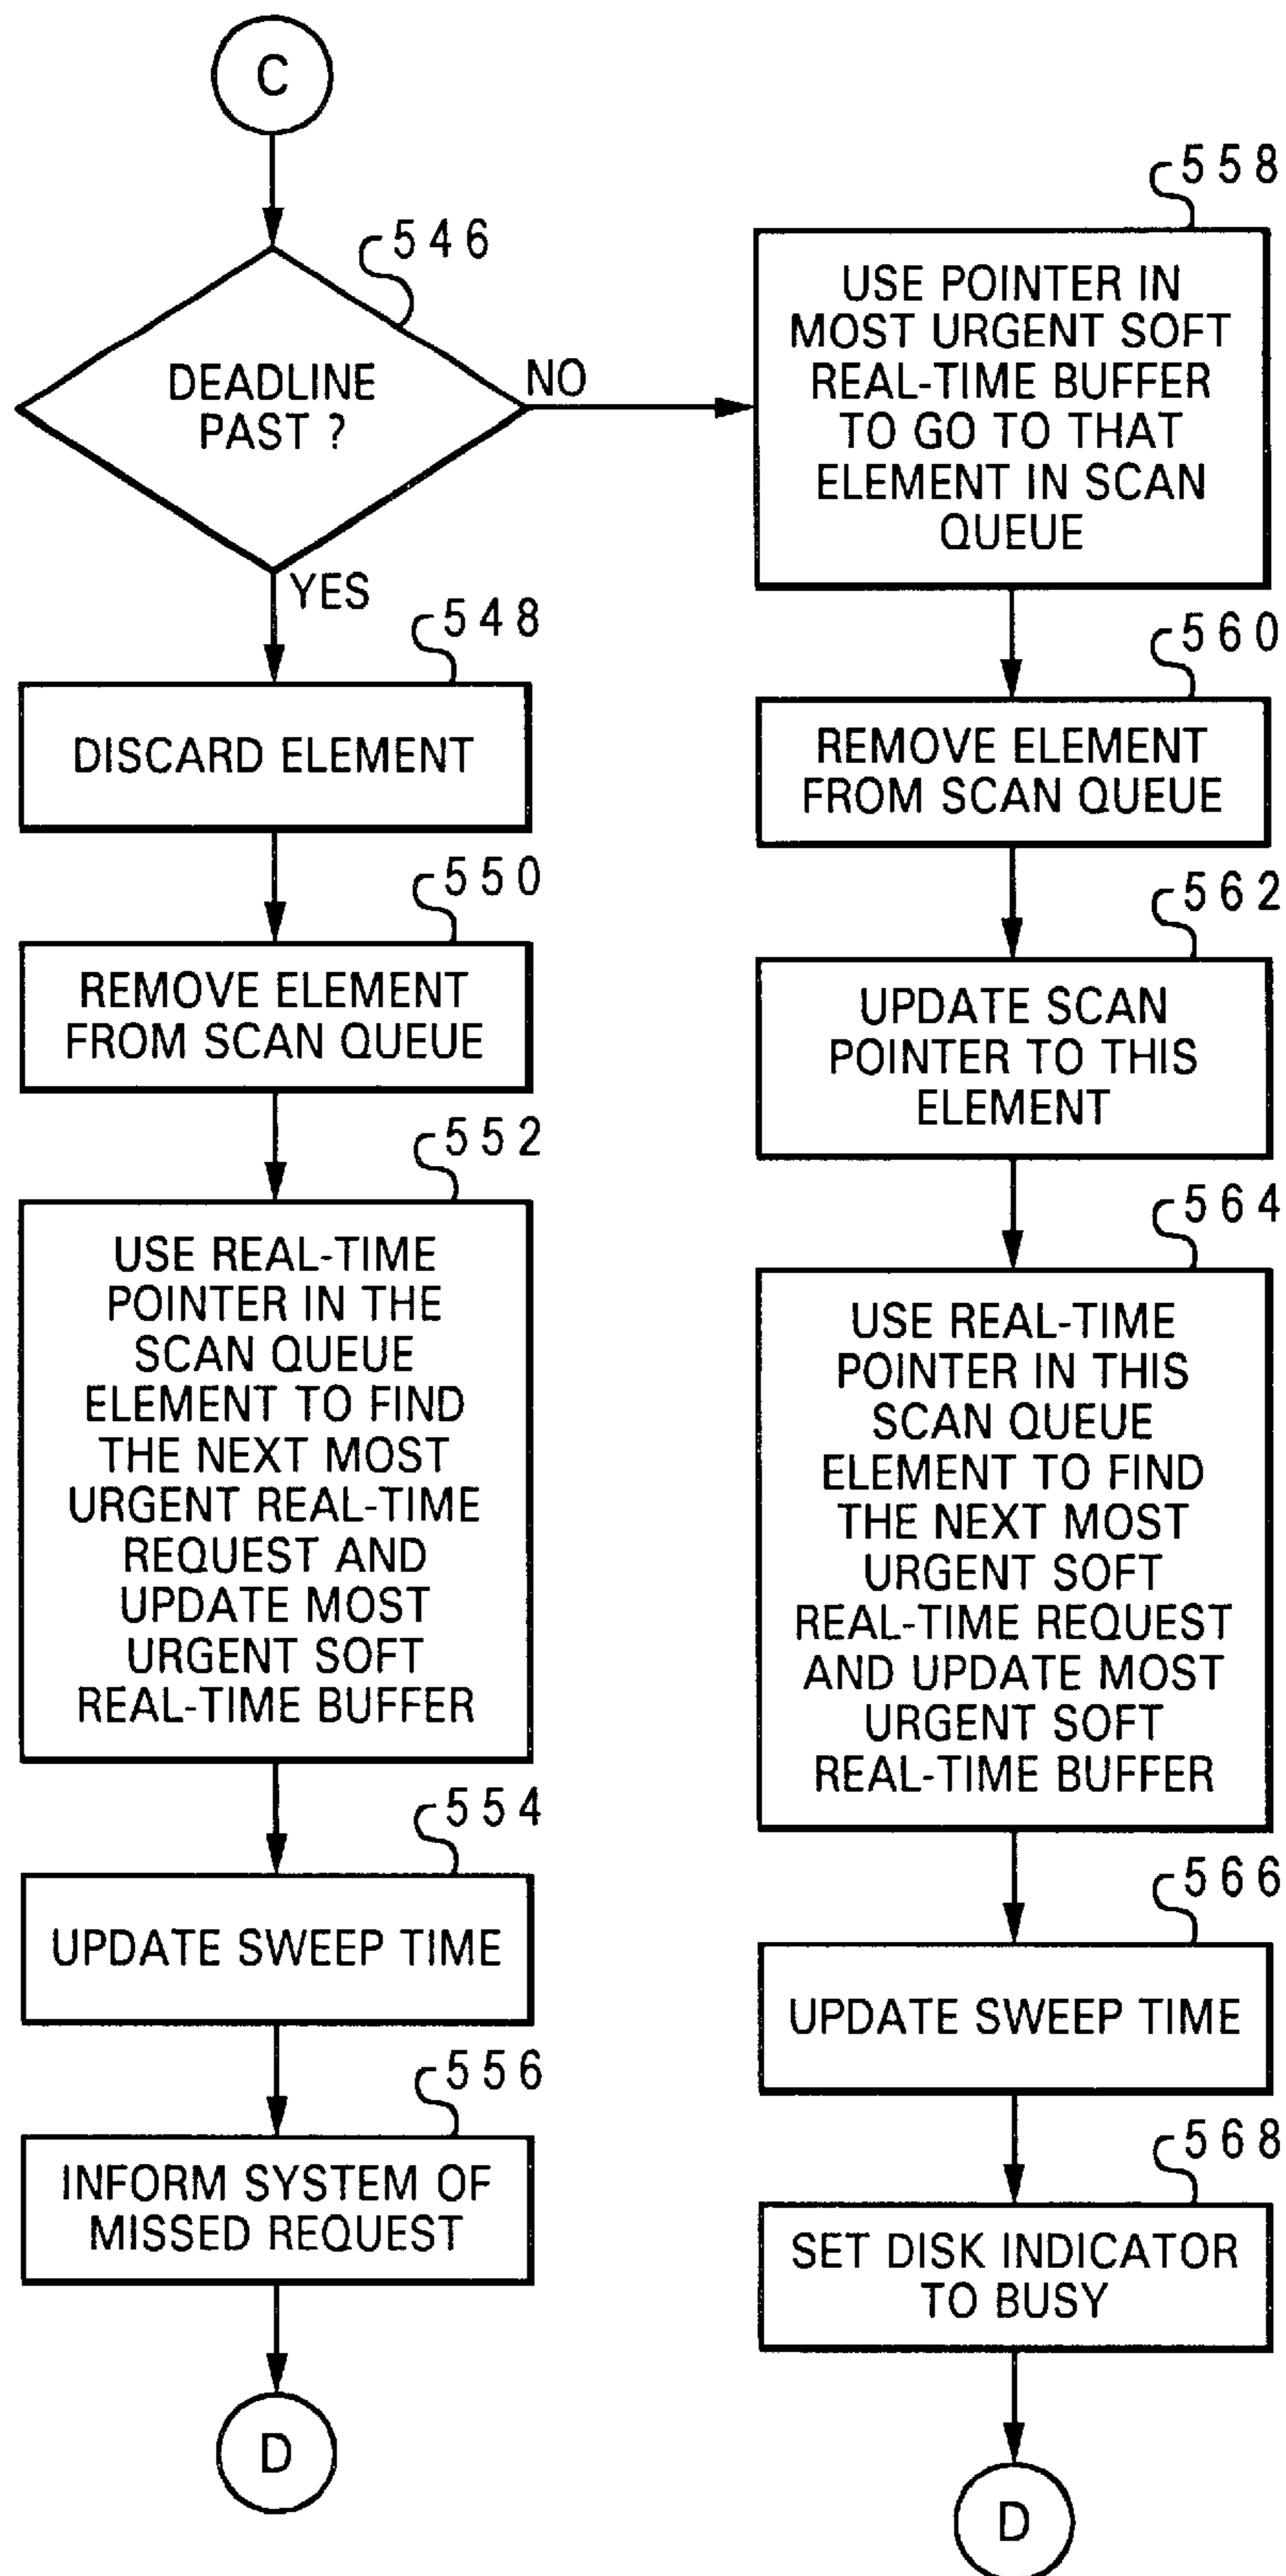 C
546
DEADLINE
PAST ?
NO
YES
548
DISCARD ELEMENT
550
REMOVE ELEMENT
FROM SCAN QUEUE
552
USE REAL-TIME
POINTER IN THE
SCAN QUEUE
ELEMENT TO FIND
THE NEXT MOST
URGENT REAL-TIME
REQUEST AND
UPDATE MOST
URGENT SOFT
REAL-TIME BUFFER
554
UPDATE SWEEP TIME
556
INFORM SYSTEM OF
MISSED REQUEST
D
558
USE POINTER IN
MOST URGENT SOFT
REAL-TIME BUFFER
TO GO TO THAT
ELEMENT IN SCAN
QUEUE
560
REMOVE ELEMENT
FROM SCAN QUEUE
562
UPDATE SCAN
POINTER TO THIS
ELEMENT
564
USE REAL-TIME
POINTER IN THIS
SCAN QUEUE
ELEMENT TO FIND
THE NEXT MOST
URGENT SOFT
REAL-TIME REQUEST
AND UPDATE MOST
URGENT SOFT
REAL-TIME BUFFER
566
UPDATE SWEEP TIME
568
SET DISK INDICATOR
TO BUSY
D